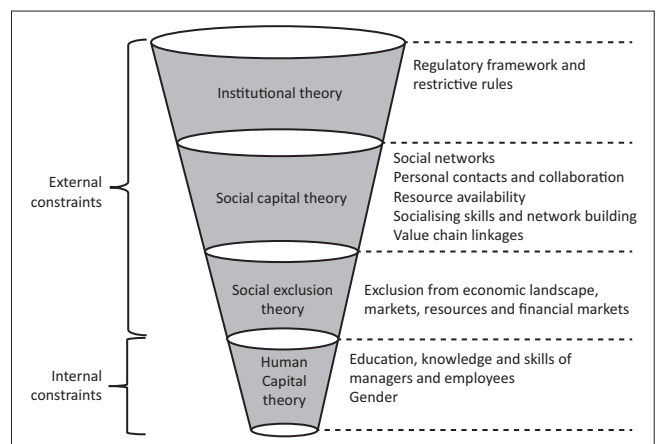 Institutional theory
Regulatory framework and
restrictive rules
External
constraints
Social capital theory
Social networks
Personal contacts and collaboration
Resource availability
Socialising skills and network building
Value chain linkages
Social exclusion
theory
Exclusion from economic landscape,
markets, resources and financial markets
Internal
constraints
Human
Capital
theory
Education, knowledge and skills of
managers and employees
Gender